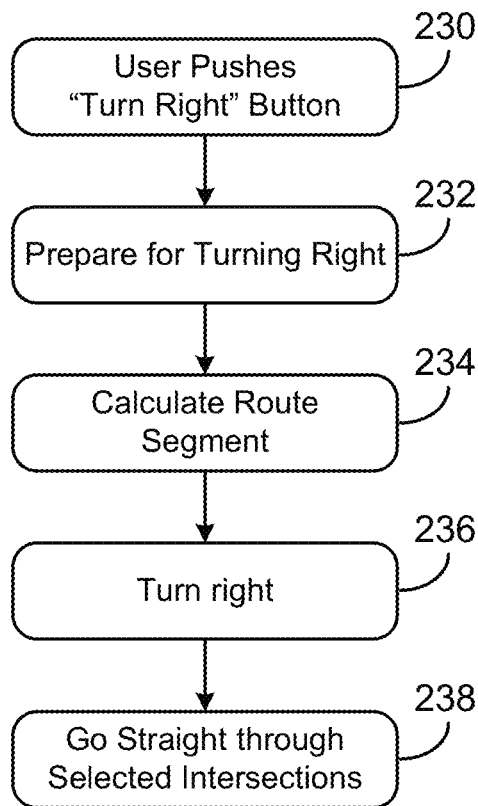 230
User Pushes
“Turn Right” Button
232
Prepare for Turning Right
234
Calculate Route
Segment
236
Turn right
238
Go Straight through
Selected Intersections